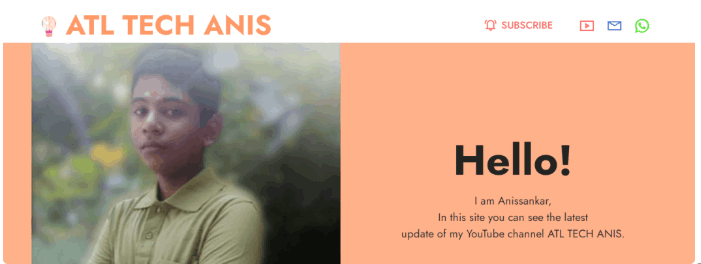 ATL TECH ANIS
SUBSCRIBE
Hello!
I am Anissankar,
In this site you can see the latest
update of my YouTube channel ATL TECH ANIS.